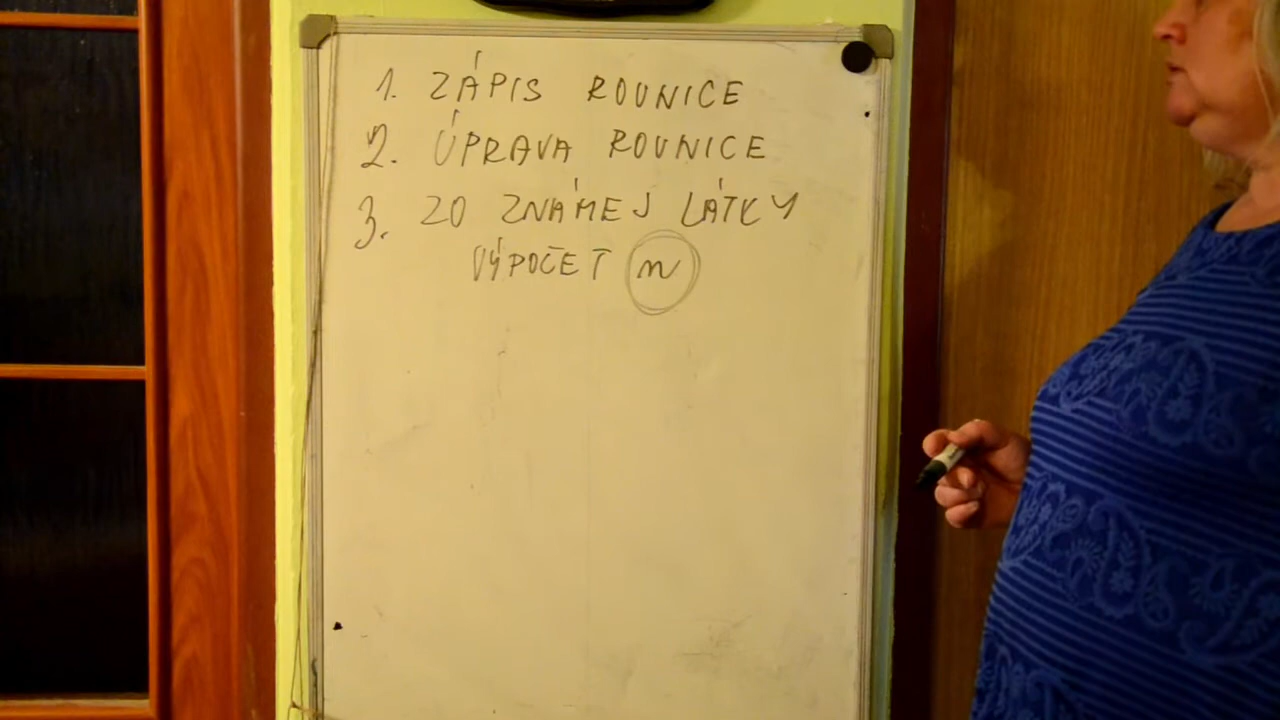 1. ZÁPIS ROVNICE
2. ÚPRAVA ROVNICE
3. ZO ZNÁMEJ LÁTKY
VÝPOČET n